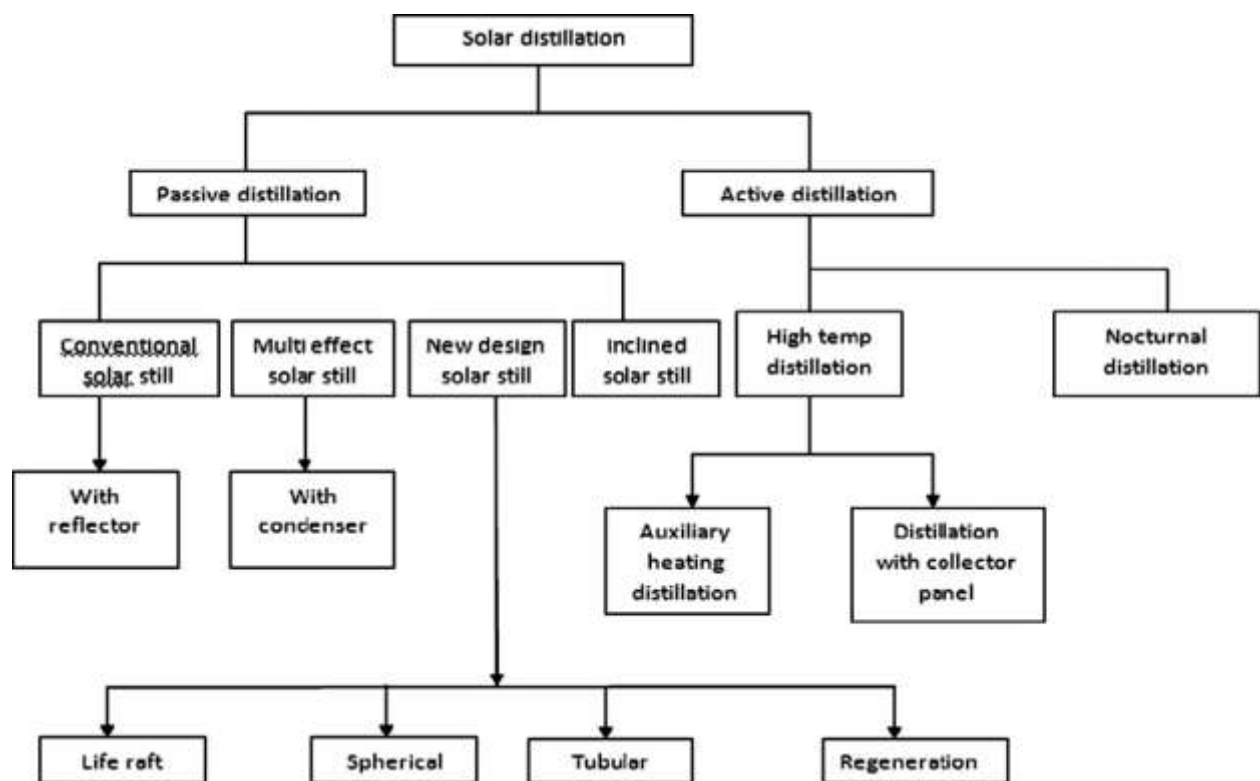 Solar distillation
Passive distillation
Active distillation
Conventional
solar still
Multi effect
solar still
New design
solar still
Inclined
solar still
High temp
distillation
Nocturnal
distillation
With
reflector
With
condenser
Auxiliary
heating
distillation
Distillation
with collector
panel
Life raft
Spherical
Tubular
Regeneration